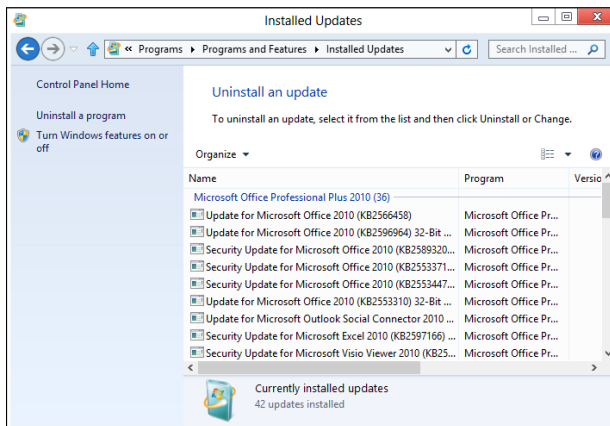 Installed Updates
« Programs ▸ Programs and Features ▸ Installed Updates
Search Installed ...
Control Panel Home
Uninstall a program
Turn Windows features on or
off
Uninstall an update
To uninstall an update, select it from the list and then click Uninstall or Change.
Organize
Name Program Versio
Microsoft Office Professional Plus 2010 (36)
Update for Microsoft Office 2010 (KB2566458) Microsoft Office Pr...
Update for Microsoft Office 2010 (KB2596964) 32-Bit ... Microsoft Office Pr...
Security Update for Microsoft Office 2010 (KB2589320... Microsoft Office Pr...
Security Update for Microsoft Office 2010 (KB2553371... Microsoft Office Pr...
Security Update for Microsoft Office 2010 (KB2553447... Microsoft Office Pr...
Update for Microsoft Office 2010 (KB2553310) 32-Bit ... Microsoft Office Pr...
Update for Microsoft Outlook Social Connector 2010 ... Microsoft Office Pr...
Security Update for Microsoft Excel 2010 (KB2597166) ... Microsoft Office Pr...
Security Update for Microsoft Visio Viewer 2010 (KB25... Microsoft Office Pr...
Currently installed updates
42 updates installed